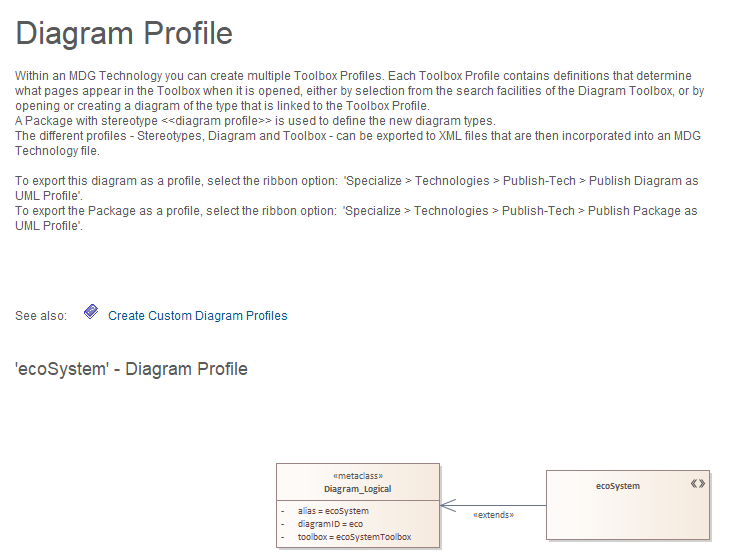 Diagram Profile
Within an MDG Technology you can create multiple Toolbox Profiles. Each Toolbox Profile contains definitions that determine
what pages appear in the Toolbox when it is opened, either by selection from the search facilities of the Diagram Toolbox, or by
opening or creating a diagram of the type that is linked to the Toolbox Profile.
A Package with stereotype <<diagram profile>> is used to define the new diagram types.
The different profiles - Stereotypes, Diagram and Toolbox - can be exported to XML files that are then incorporated into an MDG
Technology file.
To export this diagram as a profile, select the ribbon option:  'Specialize > Technologies > Publish-Tech > Publish Diagram as
UML Profile'.
To export the Package as a profile, select the ribbon option:  'Specialize > Technologies > Publish-Tech > Publish Package as
UML Profile'.
See also: Create Custom Diagram Profiles
'ecoSystem' - Diagram Profile
«metaclass»
Diagram_Logical
- alias = ecoSystem
- diagramID = eco
- toolbox = ecoSystemToolbox
«extends»
ecoSystem
«»